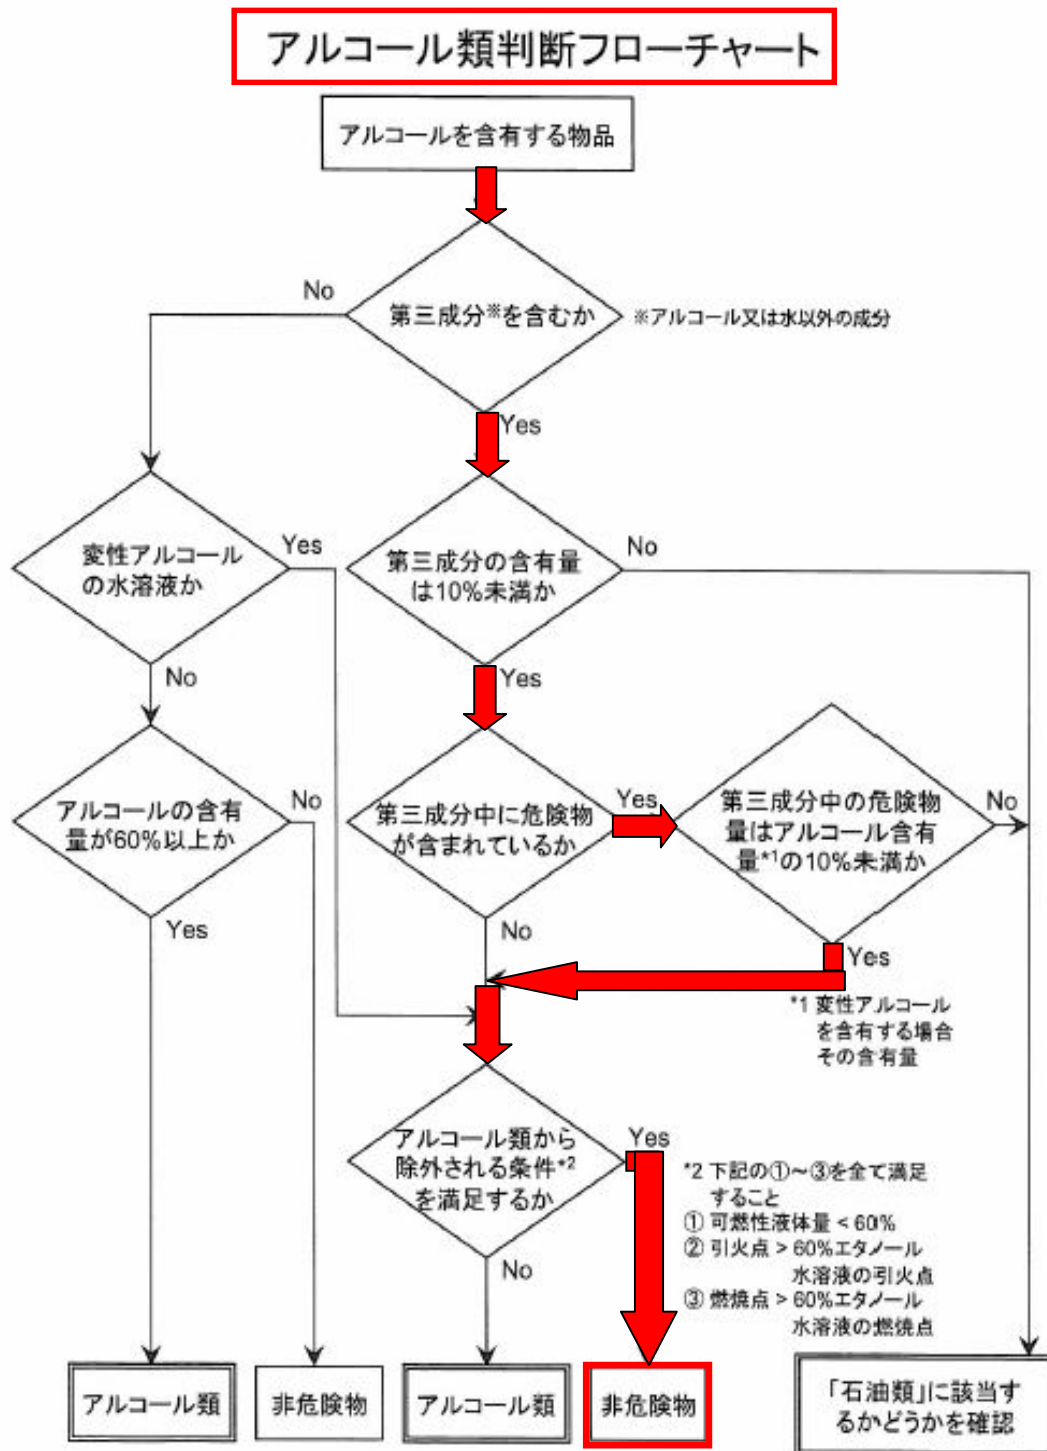 アルコール類判断フローチャート
アルコールを含有する物品
No
第三成分※を含むか
※アルコール又は水以外の成分
Yes
変性アルコール
の水溶液か
Yes
第三成分の含有量
は10%未満か
No
No
Yes
アルコールの含有
量が60%以上か
No
第三成分中に危険物
が含まれているか
Yes
第三成分中の危険物
量はアルコール含有
量*1の10%未満か
No
Yes
No
Yes
*1 変性アルコール
を含有する場合
その含有量
アルコール類から
除外される条件*2
を満足するか
Yes
*2 下記の①～③を全て満足
すること
① 可燃性液体量 < 60%
② 引火点 > 60%エタノール
水溶液の引火点
③ 燃焼点 > 60%エタノール
水溶液の燃焼点
No
アルコール類
非危険物
アルコール類
非危険物
「石油類」に該当す
るかどうかを確認